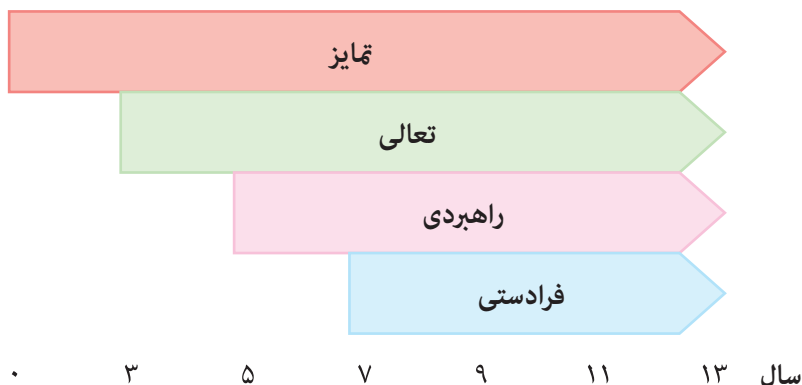 تمایز
تعالی
راهبردی
فرادستی
۰ ۳ ۵ ۷ ۹ ۱۱ ۱۳ سال